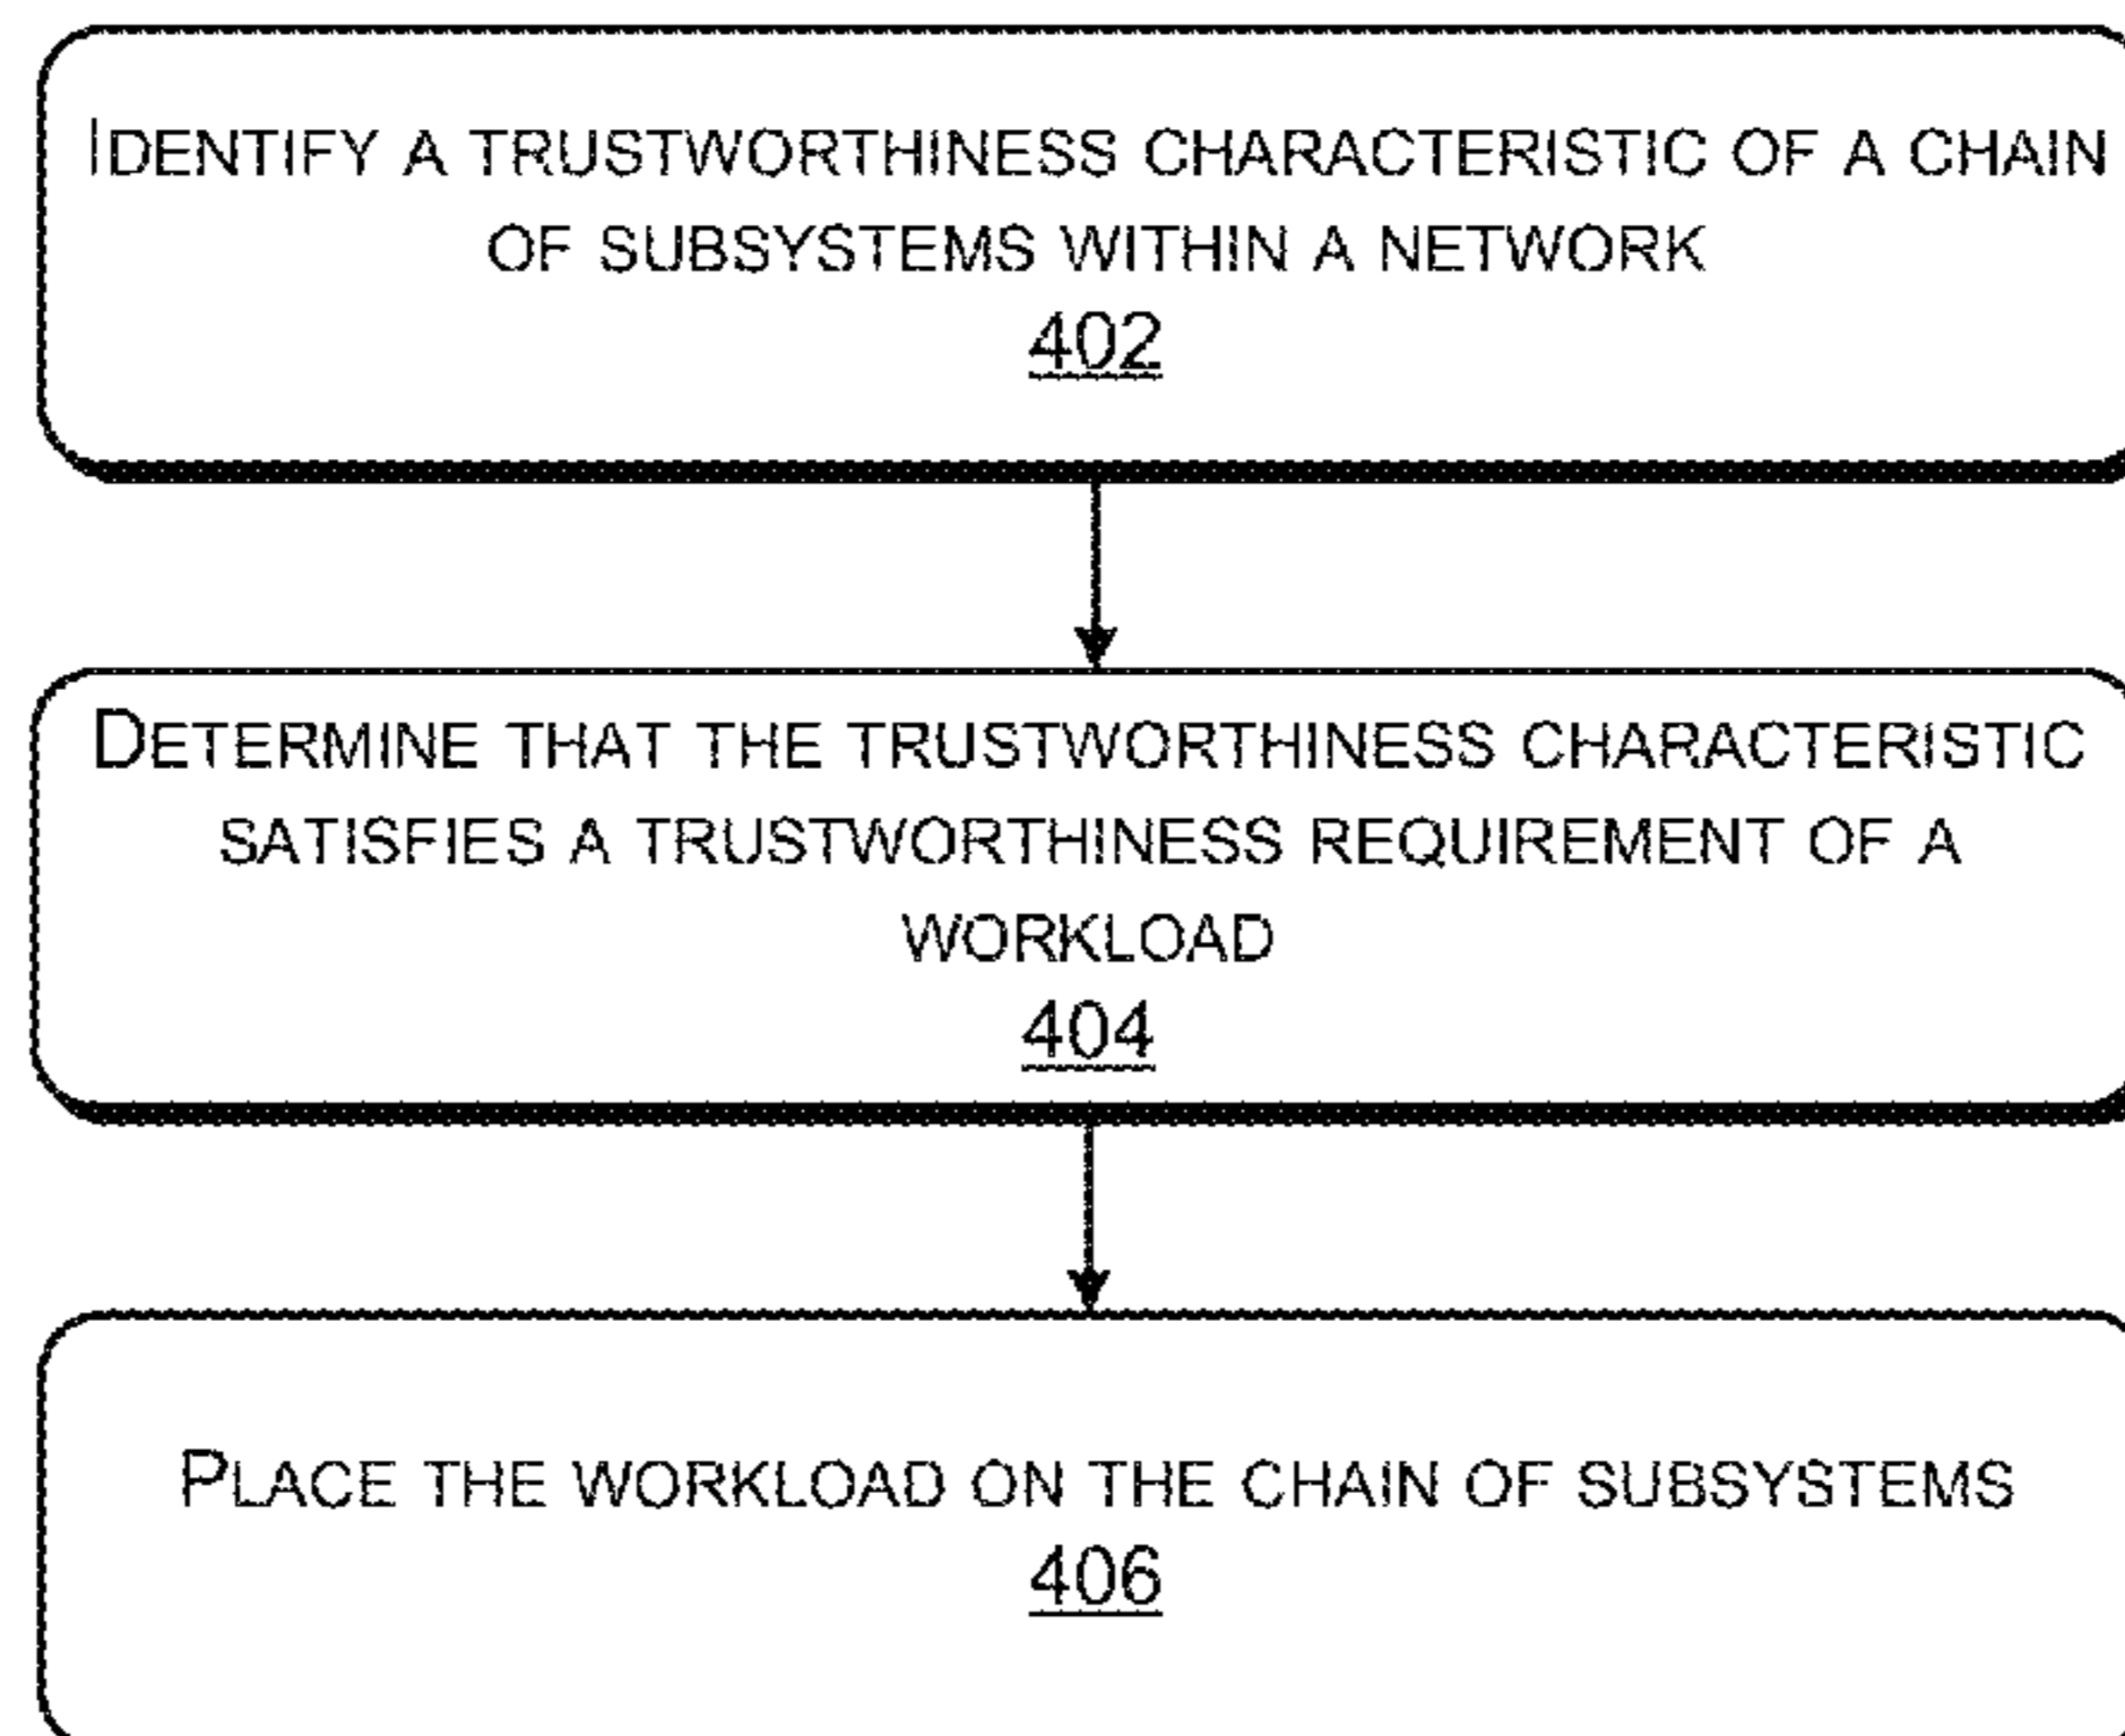 IDENTIFY A TRUSTWORTHINESS CHARACTERISTIC OF A CHAIN
OF SUBSYSTEMS WITHIN A NETWORK
402
DETERMINE THAT THE TRUSTWORTHINESS CHARACTERISTIC
SATISFIES A TRUSTWORTHINESS REQUIREMENT OF A
WORKLOAD
404
PLACE THE WORKLOAD ON THE CHAIN OF SUBSYSTEMS
406